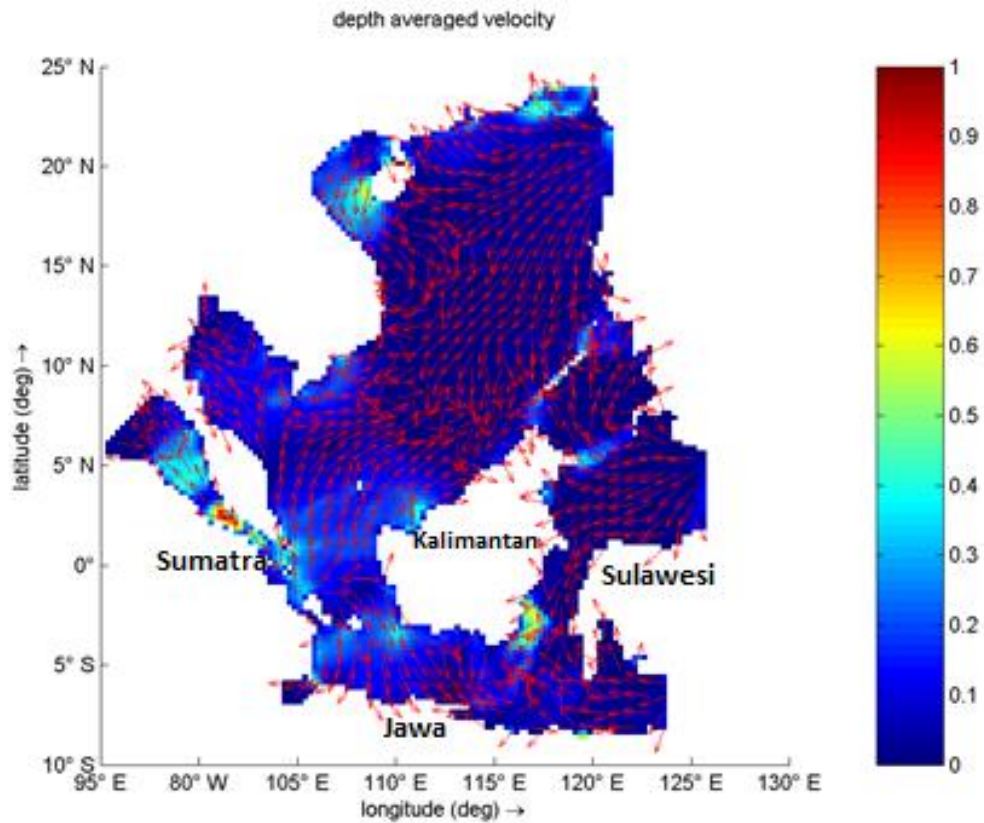 depth averaged velocity
25° N
20° N
15° N
10° N
5° N
0°
5° S
10° S
latitude (deg) →
95° E
80° W
105° E
110° E
115° E
120° E
125° E
130° E
longitude (deg) →
Sumatra
Kalimantan
Sulawesi
Jawa
1
0.9
0.8
0.7
0.6
0.5
0.4
0.3
0.2
0.1
0